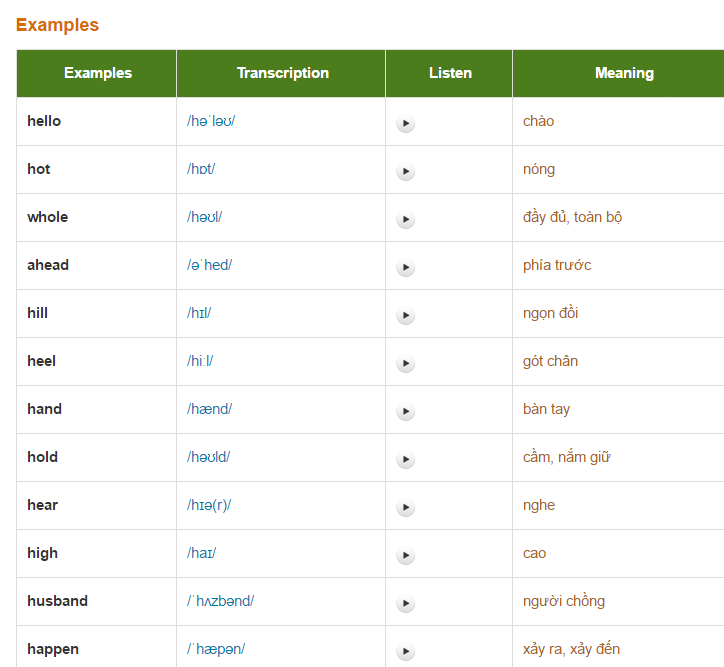 Examples
Examples Transcription Listen Meaning
hello /həˈləʊ/ chào
hot /hɒt/ nóng
whole /həʊl/ đầy đủ, toàn bộ
ahead /əˈhed/ phía trước
hill /hɪl/ ngọn đồi
heel /hiːl/ gót chân
hand /hænd/ bàn tay
hold /həʊld/ cầm, nắm giữ
hear /hɪə(r)/ nghe
high /haɪ/ cao
husband /ˈhʌzbənd/ người chồng
happen /ˈhæpən/ xảy ra, xảy đến